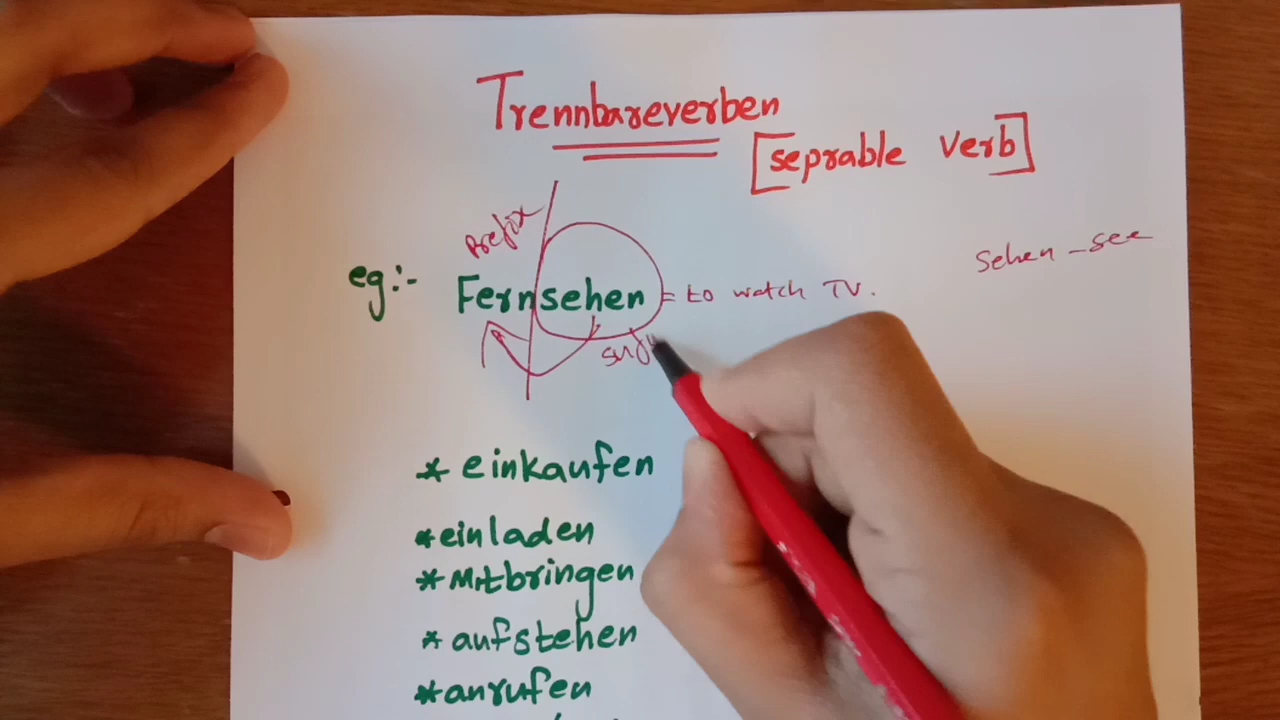 Trennbareverben
[seprable verb]
Prefix
sehen - see
eg:- Fernsehen = to watch TV.
* einkaufen
* einladen
* Mitbringen
* aufstehen
* anrufen